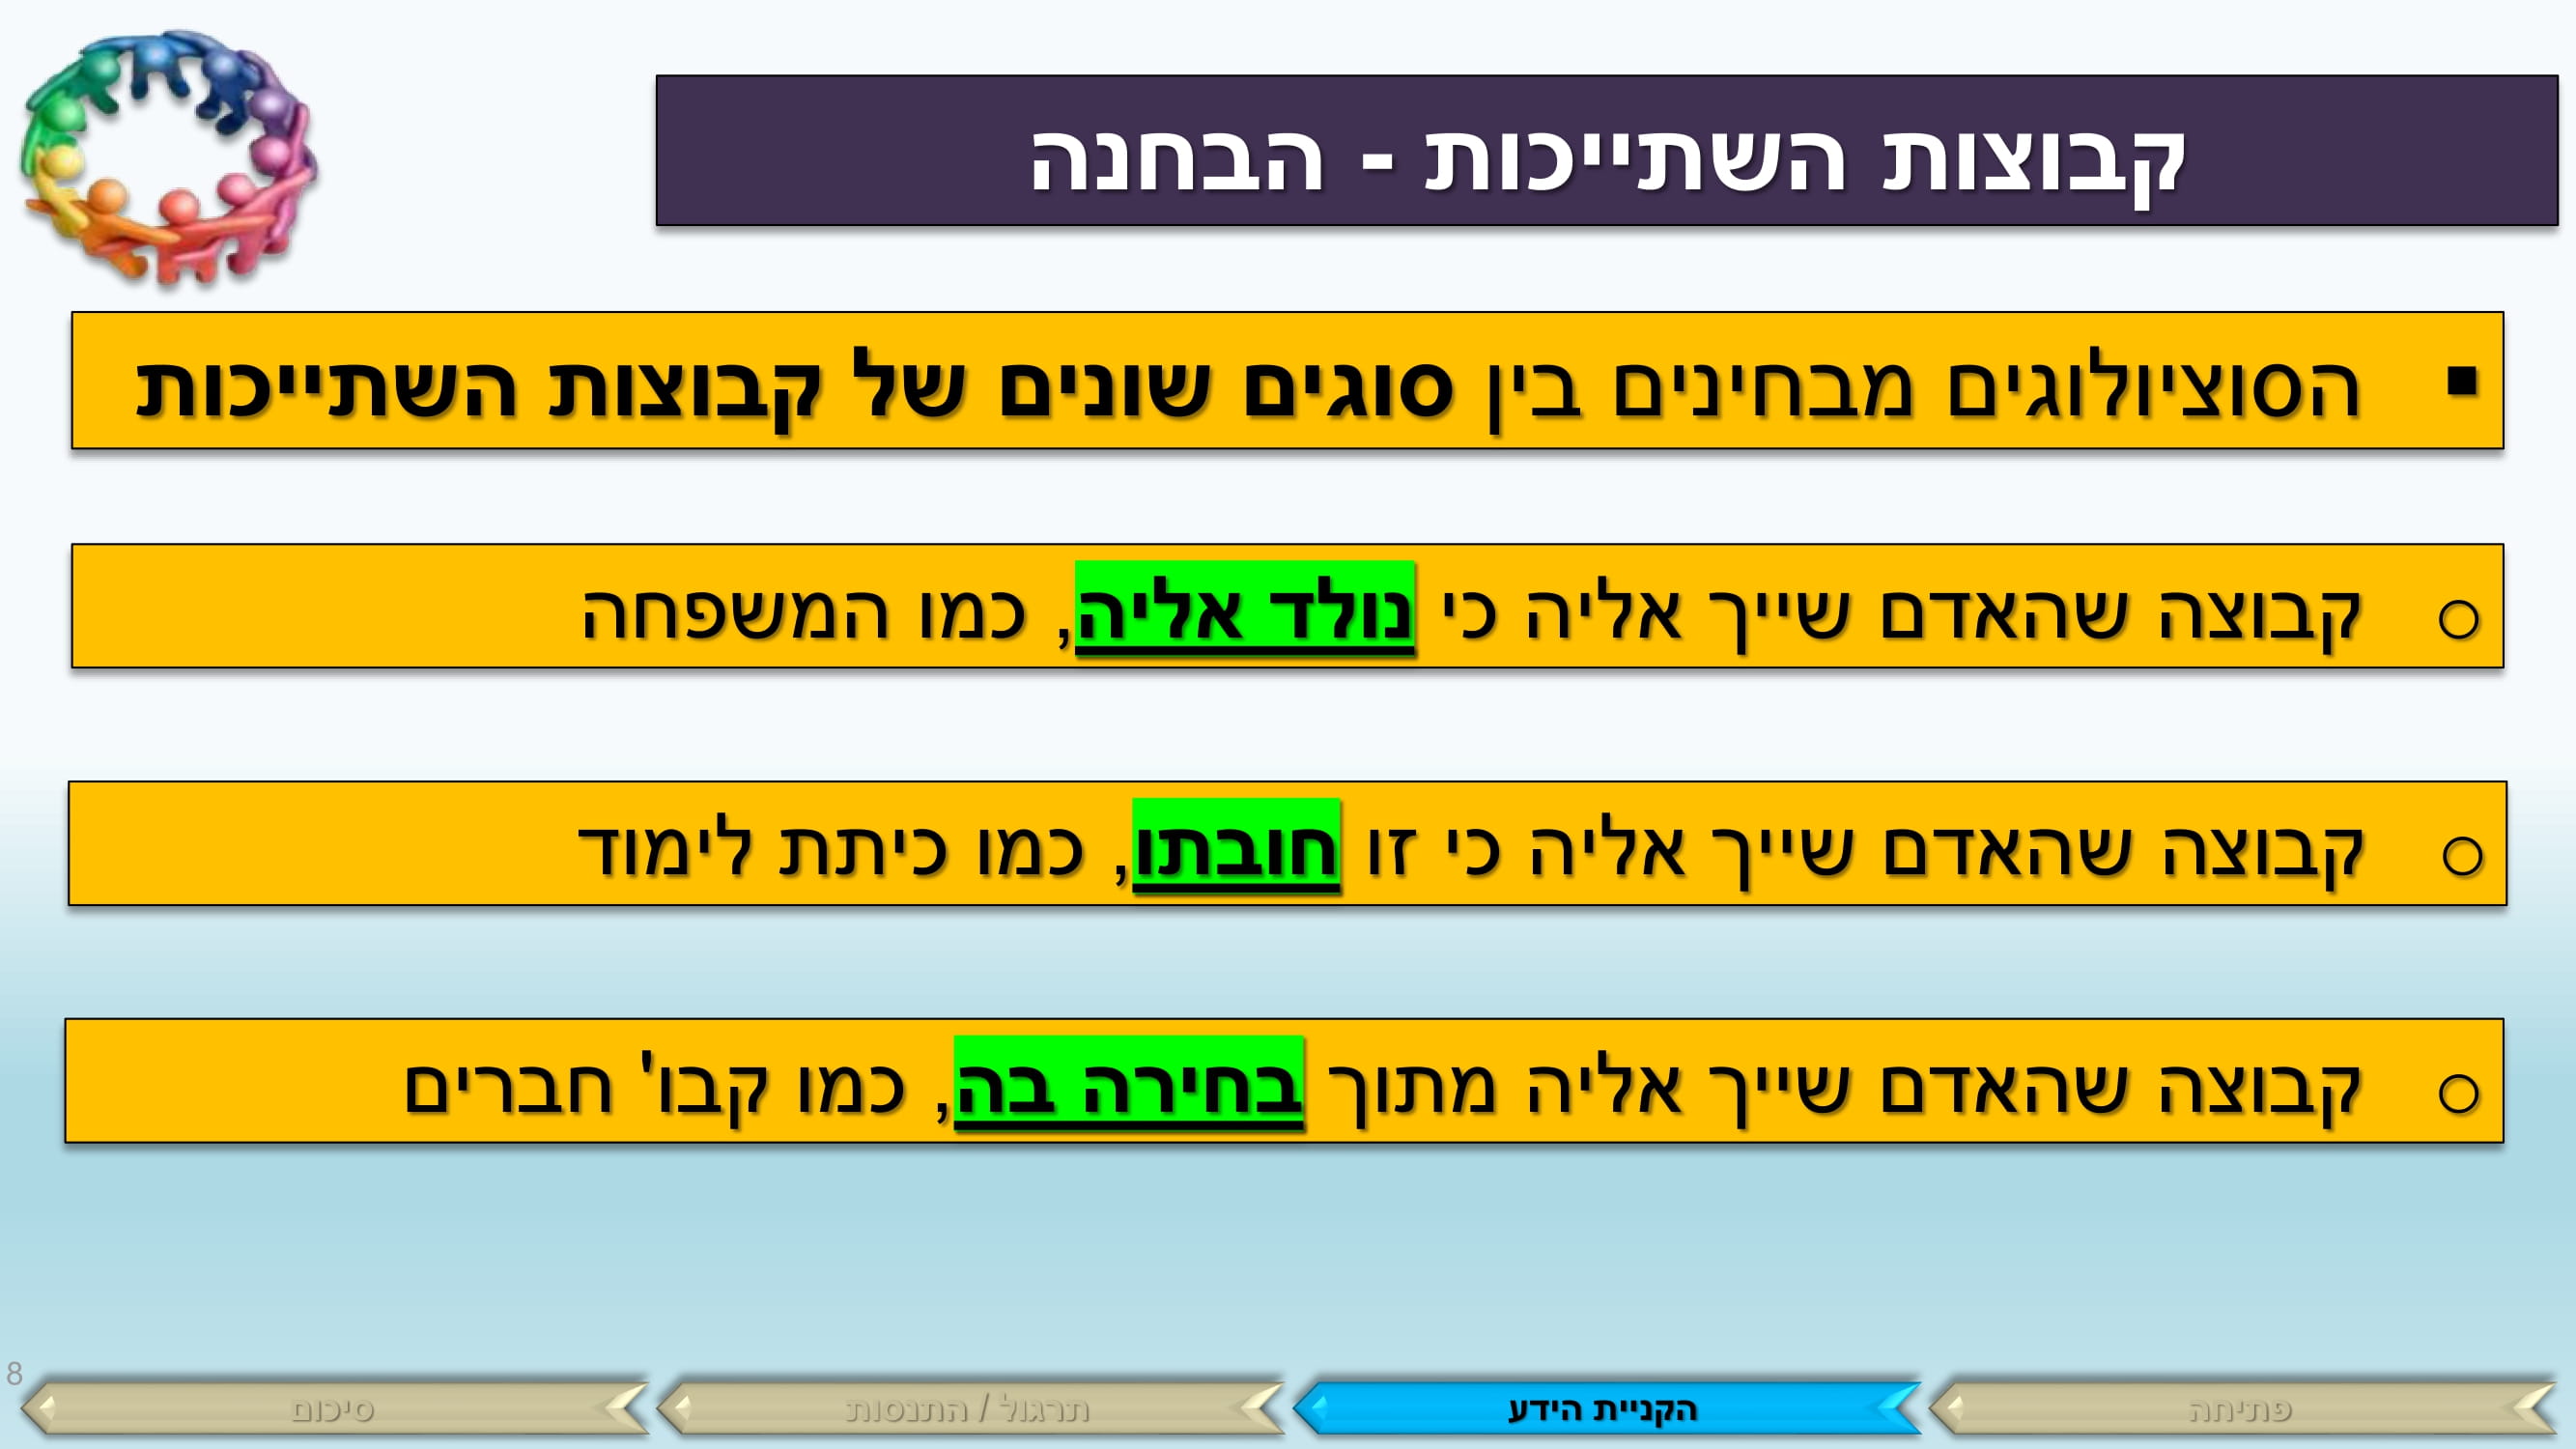 קבוצות השתייכות - הבחנה
▪ הסוציולוגים מבחינים בין סוגים שונים של קבוצות השתייכות
o קבוצה שהאדם שייך אליה כי נולד אליה, כמו המשפחה
o קבוצה שהאדם שייך אליה כי זו חובתו, כמו כיתת לימוד
o קבוצה שהאדם שייך אליה מתוך בחירה בה, כמו קבו' חברים
8
פתיחה
הקניית הידע
תרגול / התנסות
סיכום